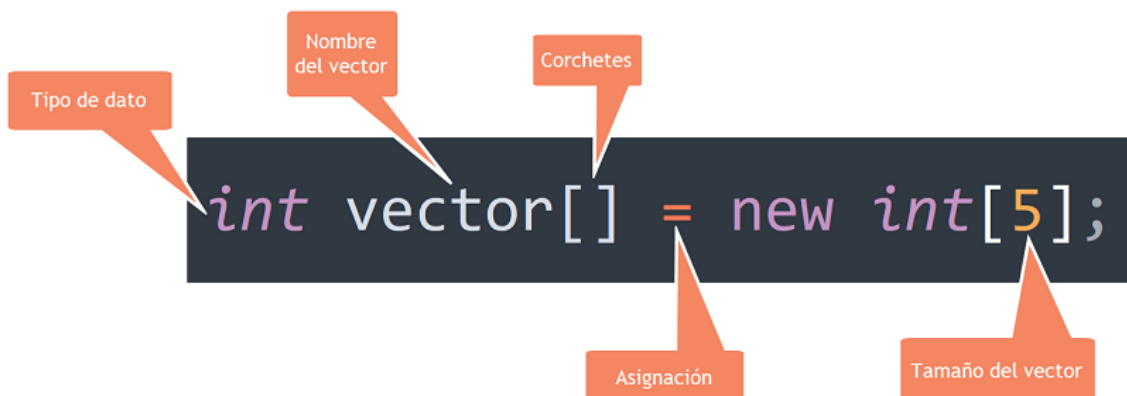 Nombre
del vector
Corchetes
Tipo de dato
int vector[] = new int[5];
Asignación
Tamaño del vector